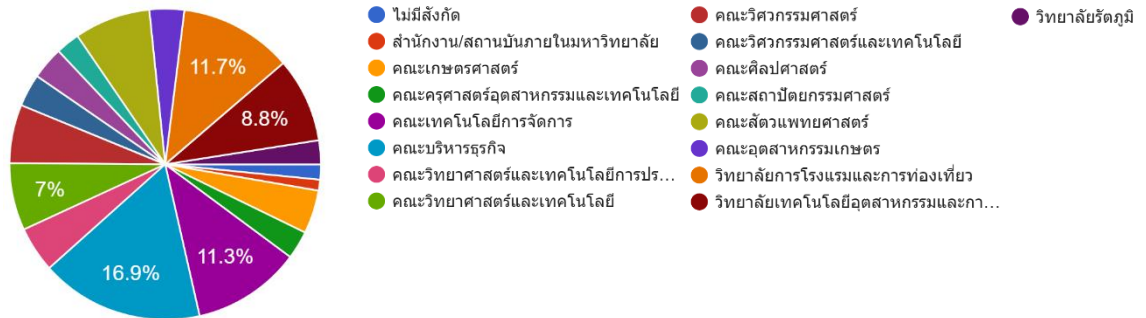 11.7%
8.8%
7%
16.9%
11.3%
ไม่มีสังกัด
สำนักงาน/สถาบันภายในมหาวิทยาลัย
คณะเกษตรศาสตร์
คณะครุศาสตร์อุตสาหกรรมและเทคโนโลยี
คณะเทคโนโลยีการจัดการ
คณะบริหารธุรกิจ
คณะวิทยาศาสตร์และเทคโนโลยีการปร...
คณะวิทยาศาสตร์และเทคโนโลยี
คณะวิศวกรรมศาสตร์
คณะวิศวกรรมศาสตร์และเทคโนโลยี
คณะศิลปศาสตร์
คณะสถาปัตยกรรมศาสตร์
คณะสัตวแพทยศาสตร์
คณะอุตสาหกรรมเกษตร
วิทยาลัยการโรงแรมและการท่องเที่ยว
วิทยาลัยเทคโนโลยีอุตสาหกรรมและกา...
วิทยาลัยรัตภูมิ